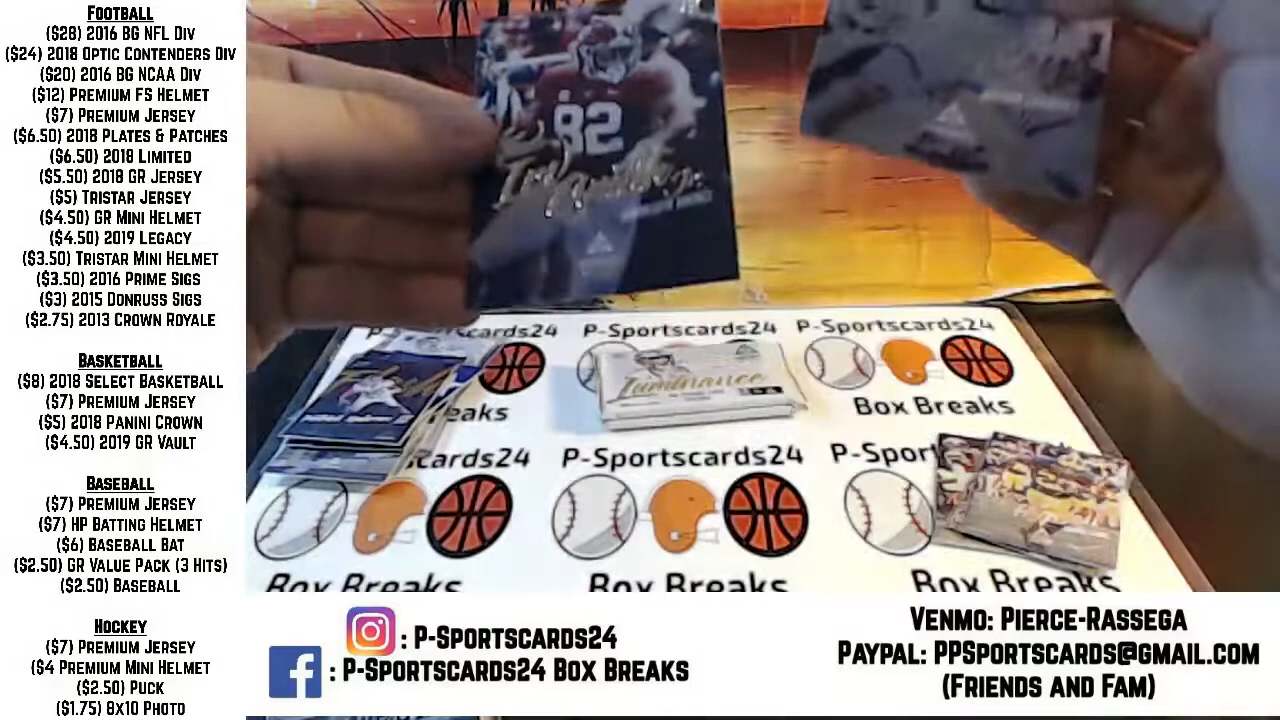 FOOTBALL
($28) 2016 BG NFL DIV
($24) 2018 OPTIC CONTENDERS DIV
($20) 2016 BG NCAA DIV
($12) PREMIUM FS HELMET
($7) PREMIUM JERSEY
($6.50) 2018 PLATES & PATCHES
($6.50) 2018 LIMITED
($5.50) 2018 GR JERSEY
($5) TRISTAR JERSEY
($4.50) GR MINI HELMET
($4.50) 2019 LEGACY
($3.50) TRISTAR MINI HELMET
($3.50) 2016 PRIME SIGS
($3) 2015 DONRUSS SIGS
($2.75) 2013 CROWN ROYALE
BASKETBALL
($8) 2018 SELECT BASKETBALL
($7) PREMIUM JERSEY
($5) 2018 PANINI CROWN
($4.50) 2019 GR VAULT
BASEBALL
($7) PREMIUM JERSEY
($7) HP BATTING HELMET
($6) BASEBALL BAT
($2.50) GR VALUE PACK (3 HITS)
($2.50) BASEBALL
HOCKEY
($7) PREMIUM JERSEY
($4 PREMIUM MINI HELMET
($2.50) PUCK
($1.75) 8X10 PHOTO
82
Irv Smith Jr.
P-Sportscards24 P-Sportscards24
Luminance
eaks Box Breaks
cards24 P-Sportscards24 P-Sport
Box Breaks Box Breaks Box Breaks
: P-SPORTSCARDS24
: P-SPORTSCARDS24 BOX BREAKS
VENMO: PIERCE-RASSEGA
PAYPAL: PPSPORTSCARDS@GMAIL.COM
(FRIENDS AND FAM)